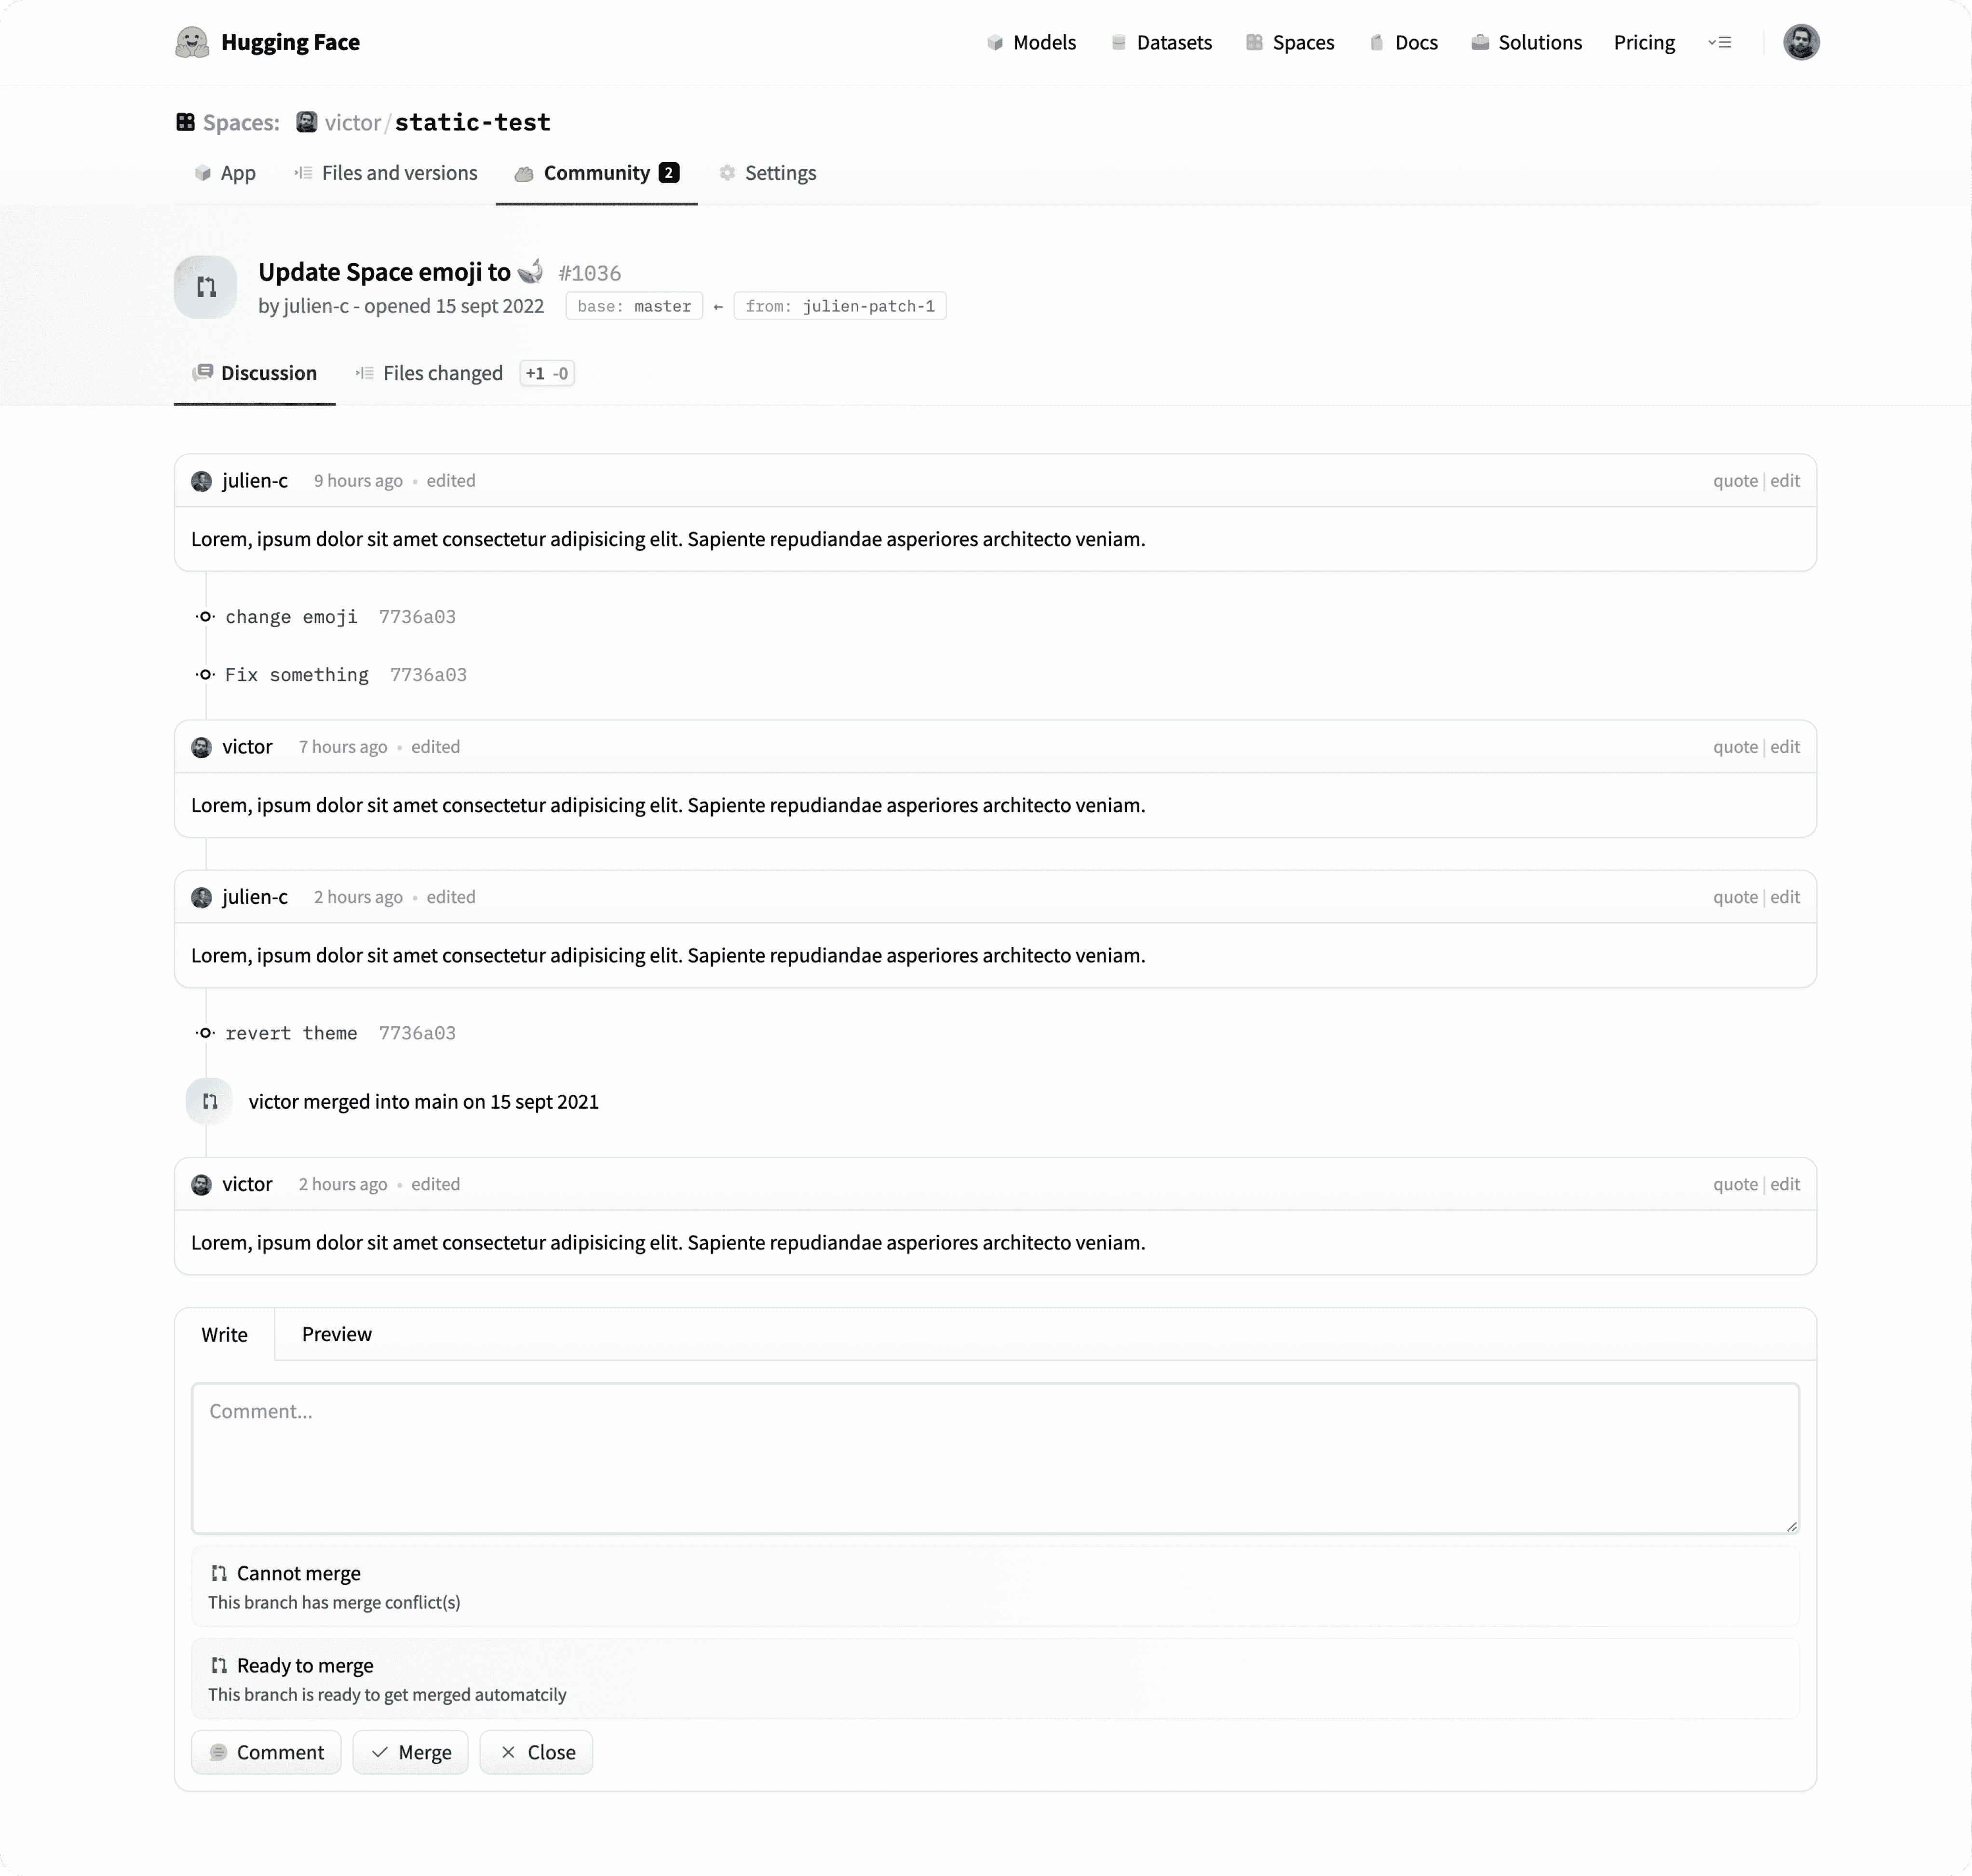 Hugging Face
Models Datasets Spaces Docs Solutions Pricing
Spaces: victor/static-test
App Files and versions Community 2 Settings
Update Space emoji to 🐳 #1036
by julien-c - opened 15 sept 2022 base: master ← from: julien-patch-1
Discussion Files changed +1 -0
julien-c 9 hours ago • edited quote | edit
Lorem, ipsum dolor sit amet consectetur adipisicing elit. Sapiente repudiandae asperiores architecto veniam.
change emoji 7736a03
Fix something 7736a03
victor 7 hours ago • edited quote | edit
Lorem, ipsum dolor sit amet consectetur adipisicing elit. Sapiente repudiandae asperiores architecto veniam.
julien-c 2 hours ago • edited quote | edit
Lorem, ipsum dolor sit amet consectetur adipisicing elit. Sapiente repudiandae asperiores architecto veniam.
revert theme 7736a03
victor merged into main on 15 sept 2021
victor 2 hours ago • edited quote | edit
Lorem, ipsum dolor sit amet consectetur adipisicing elit. Sapiente repudiandae asperiores architecto veniam.
Write Preview
Comment...
Cannot merge
This branch has merge conflict(s)
Ready to merge
This branch is ready to get merged automatcily
Comment Merge Close